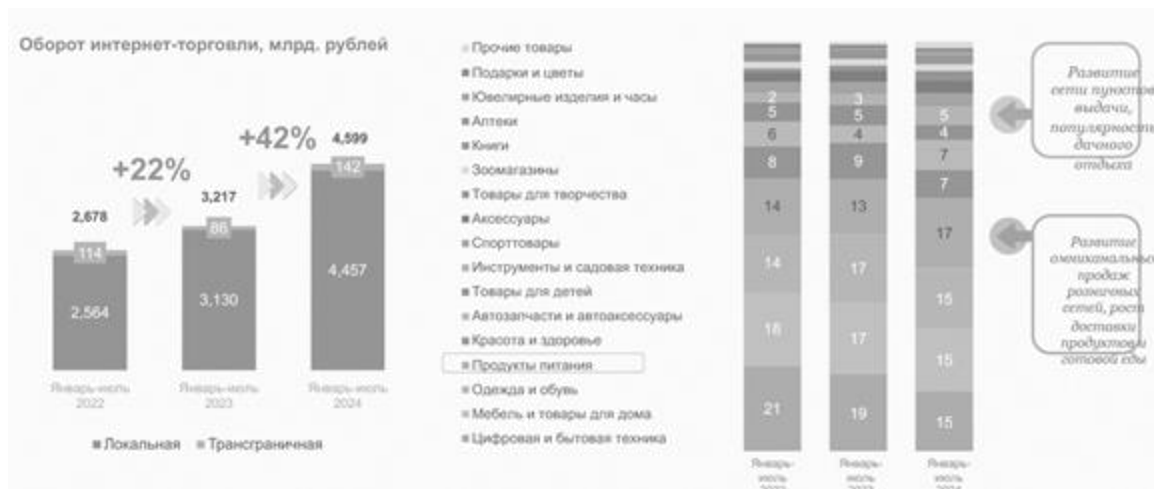 Оборот интернет-торговли, млрд. рублей
+22%
+42%
2,678
3,217
4,599
114
86
142
2,564
3,130
4,457
Январь-июль
2022
Январь-июль
2023
Январь-июль
2024
Локальная
Трансграничная
Прочие товары
Подарки и цветы
Ювелирные изделия и часы
Аптеки
Книги
Зоомагазины
Товары для творчества
Аксессуары
Спорттовары
Инструменты и садовая техника
Товары для детей
Автозапчасти и автоаксессуары
Красота и здоровье
Продукты питания
Одежда и обувь
Мебель и товары для дома
Цифровая и бытовая техника
2
5
6
8
14
14
18
21
Январь-
июль
3
5
4
9
13
17
17
19
Январь-
июль
5
4
7
7
17
15
15
15
Январь-
июль
Развитие
сети пунктов
выдачи,
популярность
дачного
отдыха
Развитие
омниканальных
продаж
розничных
сетей, рост
доставки
продуктов и
готовой еды